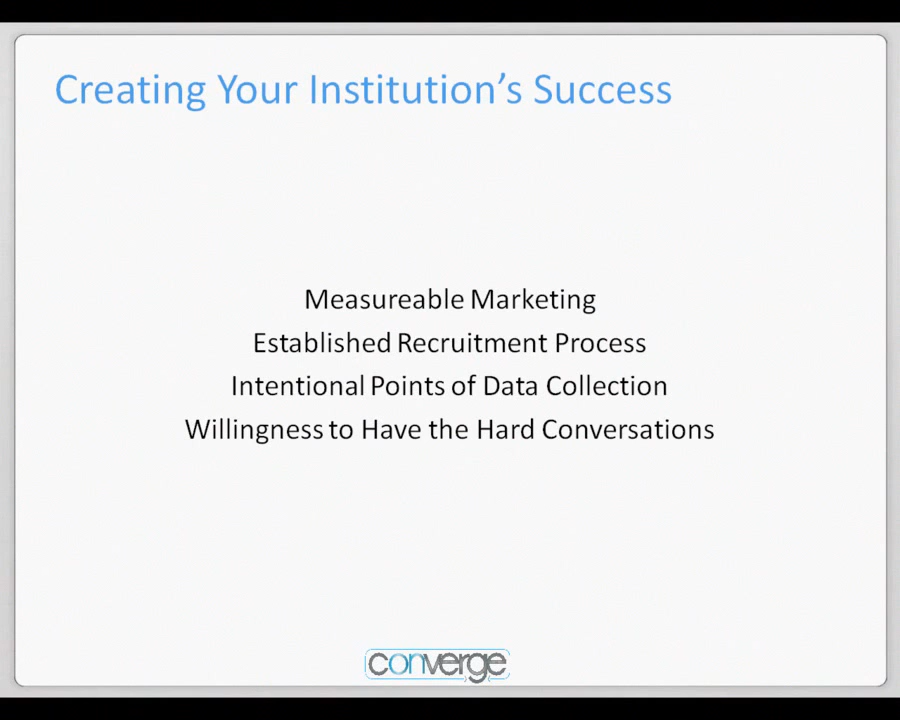 Creating Your Institution’s Success
Measureable Marketing
Established Recruitment Process
Intentional Points of Data Collection
Willingness to Have the Hard Conversations
converge